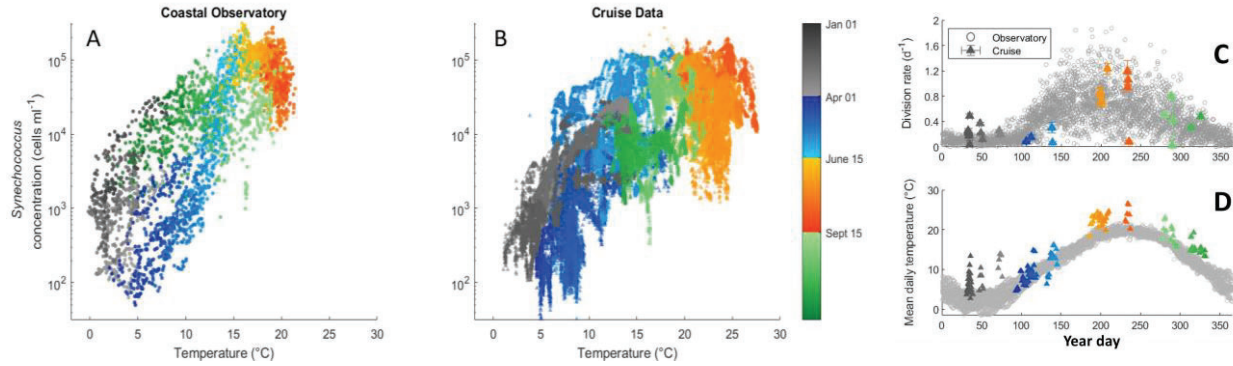 Coastal Observatory
A
Synechococcus
concentration (cells ml⁻¹)
10⁵
10⁴
10³
10²
0 5 10 15 20 25 30
Temperature (°C)
Cruise Data
B
10⁵
10⁴
10³
10²
0 5 10 15 20 25 30
Temperature (°C)
Jan 01
Apr 01
June 15
Sept 15
C
Observatory
Cruise
Division rate (d⁻¹)
2
1.6
1.2
0.8
0.4
0
0 50 100 150 200 250 300 350
D
Mean daily temperature (°C)
30
20
10
0
0 50 100 150 200 250 300 350
Year day